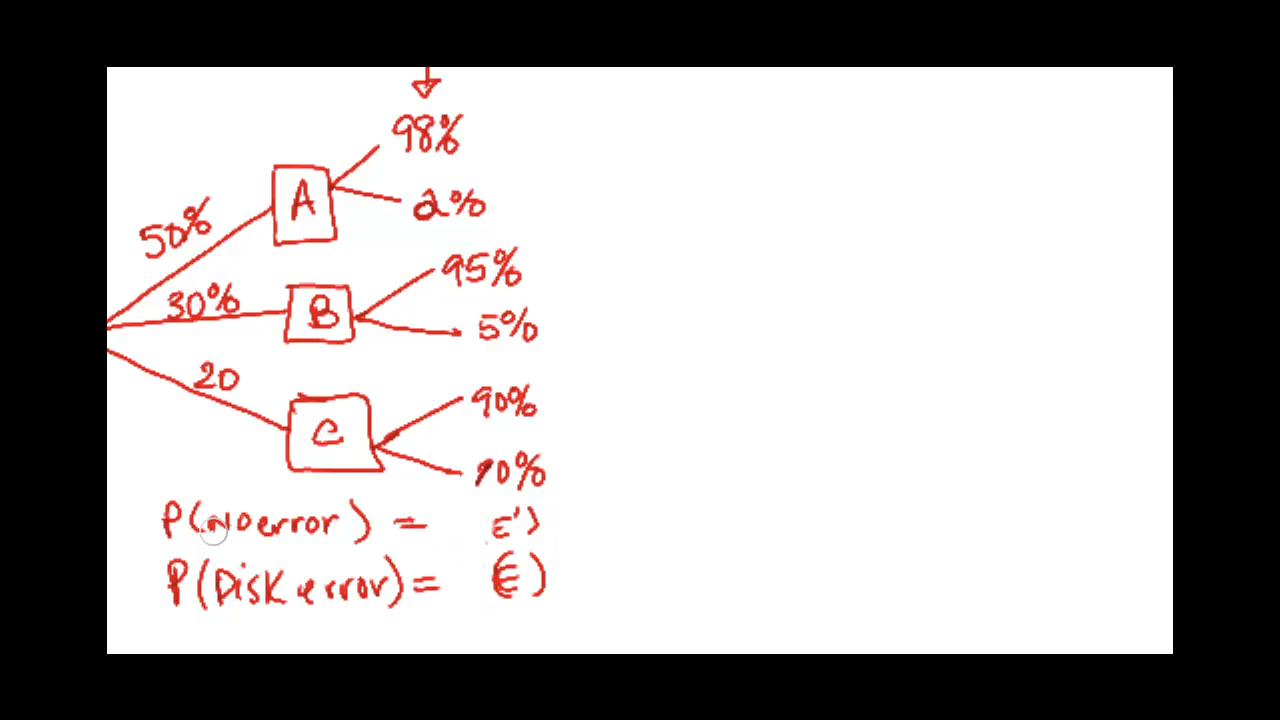 98%
50% A 2%
95%
30% B 5%
20 90%
C 10%
P(no error) = E')
P(Disk error) = (E)